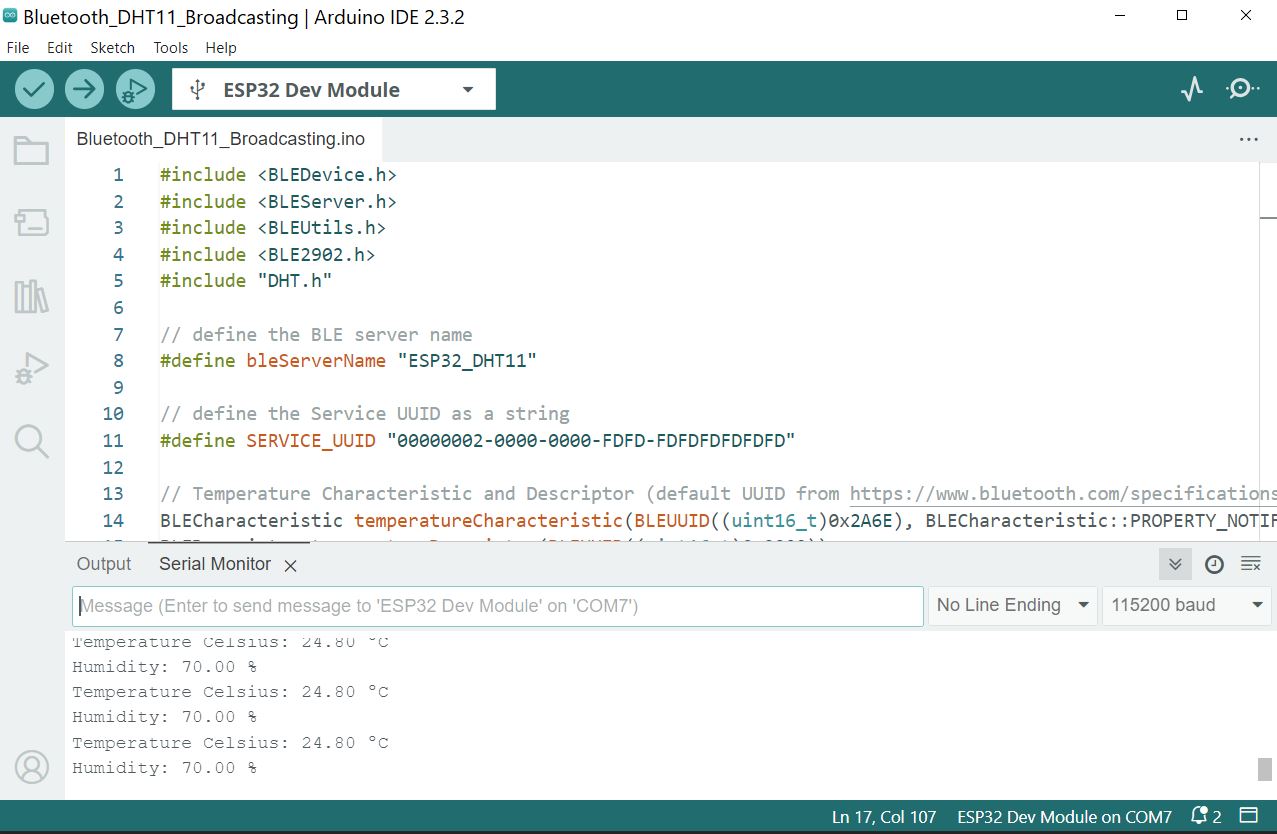 Bluetooth_DHT11_Broadcasting | Arduino IDE 2.3.2
File Edit Sketch Tools Help
ESP32 Dev Module
Bluetooth_DHT11_Broadcasting.ino
1 #include <BLEDevice.h>
2 #include <BLEServer.h>
3 #include <BLEUtils.h>
4 #include <BLE2902.h>
5 #include "DHT.h"
6
7 // define the BLE server name
8 #define bleServerName "ESP32_DHT11"
9
10 // define the Service UUID as a string
11 #define SERVICE_UUID "00000002-0000-0000-FDFD-FDFDFDFDFDFD"
12
13 // Temperature Characteristic and Descriptor (default UUID from https://www.bluetooth.com/specifications
14 BLECharacteristic temperatureCharacteristic(BLEUUID((uint16_t)0x2A6E), BLECharacteristic::PROPERTY_NOTIF
Output Serial Monitor
Message (Enter to send message to 'ESP32 Dev Module' on 'COM7') No Line Ending 115200 baud
Temperature Celsius: 24.80 ºC
Humidity: 70.00 %
Temperature Celsius: 24.80 ºC
Humidity: 70.00 %
Temperature Celsius: 24.80 ºC
Humidity: 70.00 %
Ln 17, Col 107 ESP32 Dev Module on COM7 2